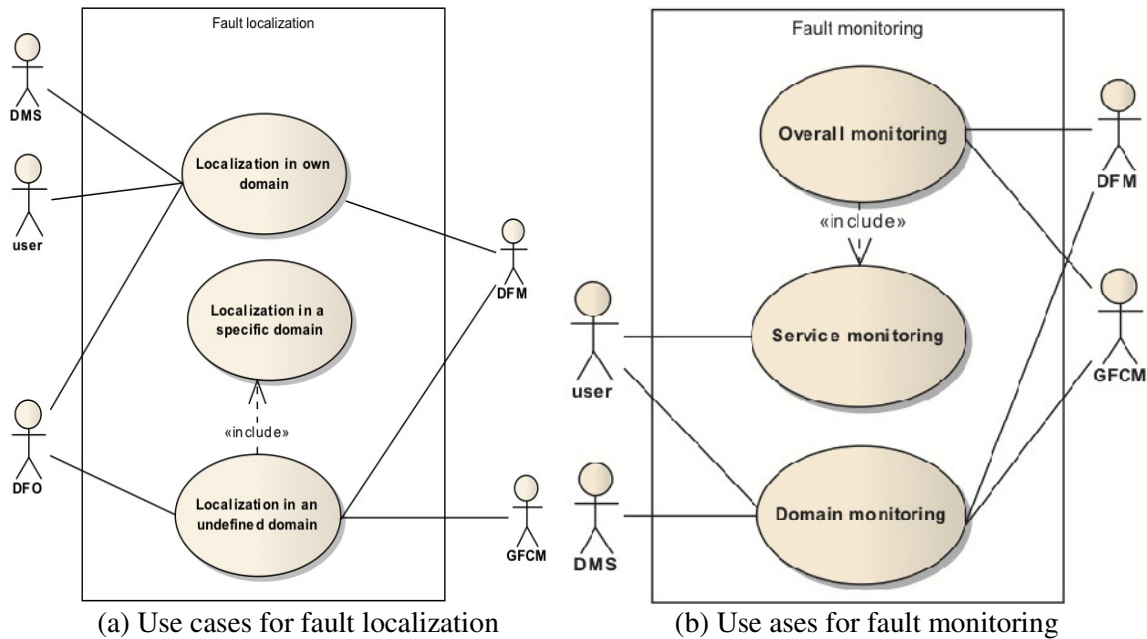 Fault localization
DMS
Localization in own
domain
user
DFM
Localization in a
specific domain
DFO
«include»
Localization in an
undefined domain
GFCM
(a) Use cases for fault localization
Fault monitoring
Overall monitoring
DFM
«include»
Service monitoring
user
GFCM
Domain monitoring
DMS
(b) Use ases for fault monitoring